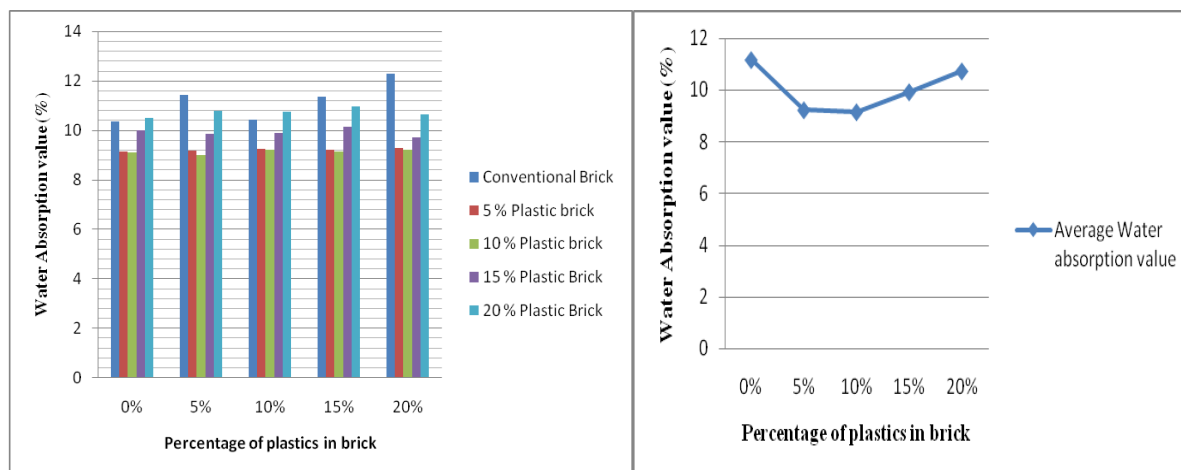 14
12
10
8
6
4
2
0
Water Absorption value (%)
0% 5% 10% 15% 20%
Percentage of plastics in brick
Conventional Brick
5 % Plastic brick
10 % Plastic brick
15 % Plastic Brick
20 % Plastic Brick
12
10
8
6
4
2
0
Water Absorption value (%)
0% 5% 10% 15% 20%
Percentage of plastics in brick
Average Water
absorption value